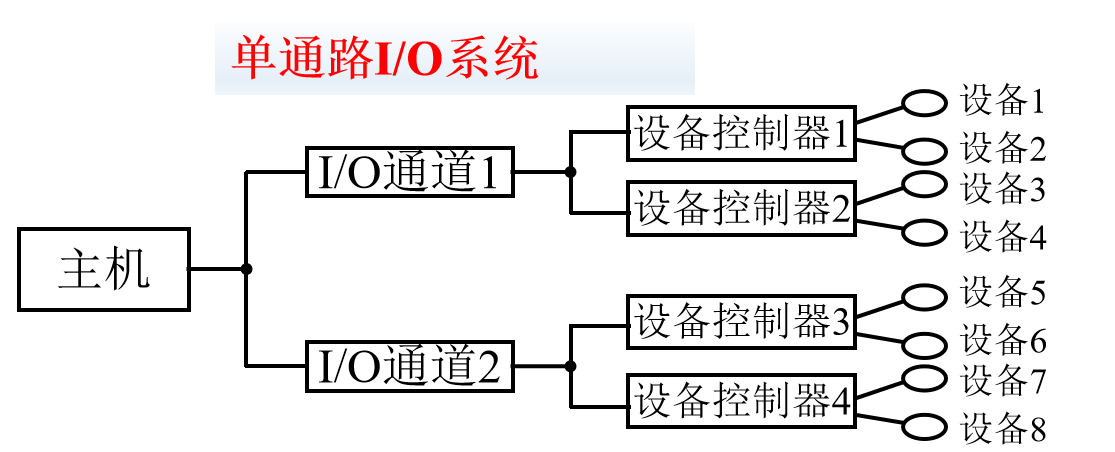 单通路I/O系统
主机
I/O通道1
I/O通道2
设备控制器1
设备控制器2
设备控制器3
设备控制器4
设备1
设备2
设备3
设备4
设备5
设备6
设备7
设备8